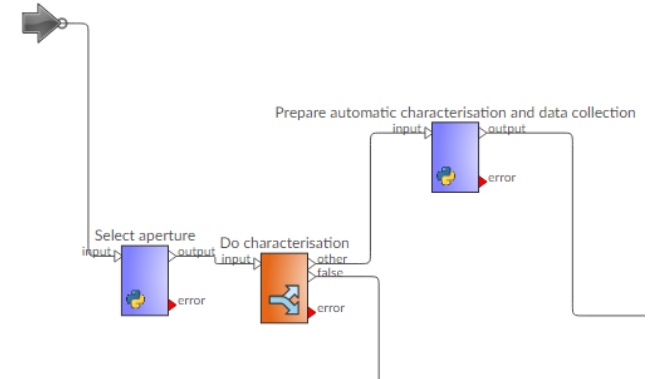 Prepare automatic characterisation and data collection
input output
error
Select aperture
input output
error
Do characterisation
input other
false
error